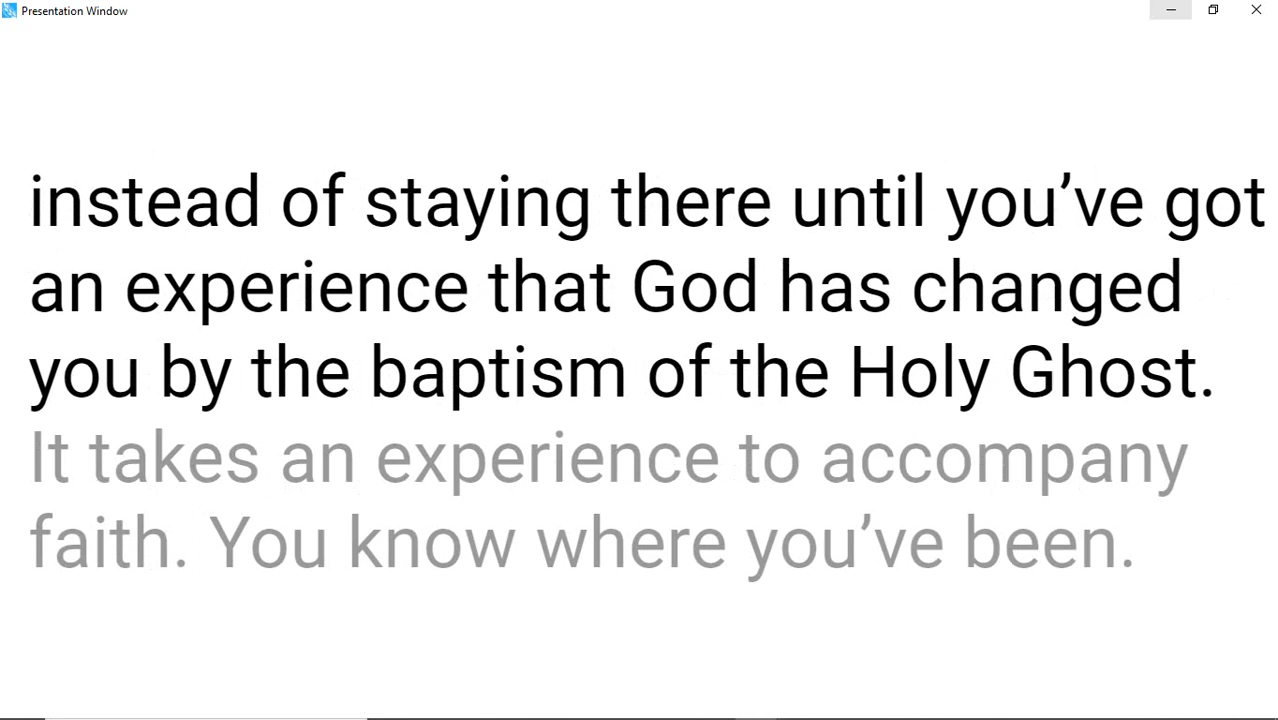 Presentation Window
instead of staying there until you’ve got
an experience that God has changed
you by the baptism of the Holy Ghost.
It takes an experience to accompany
faith. You know where you’ve been.